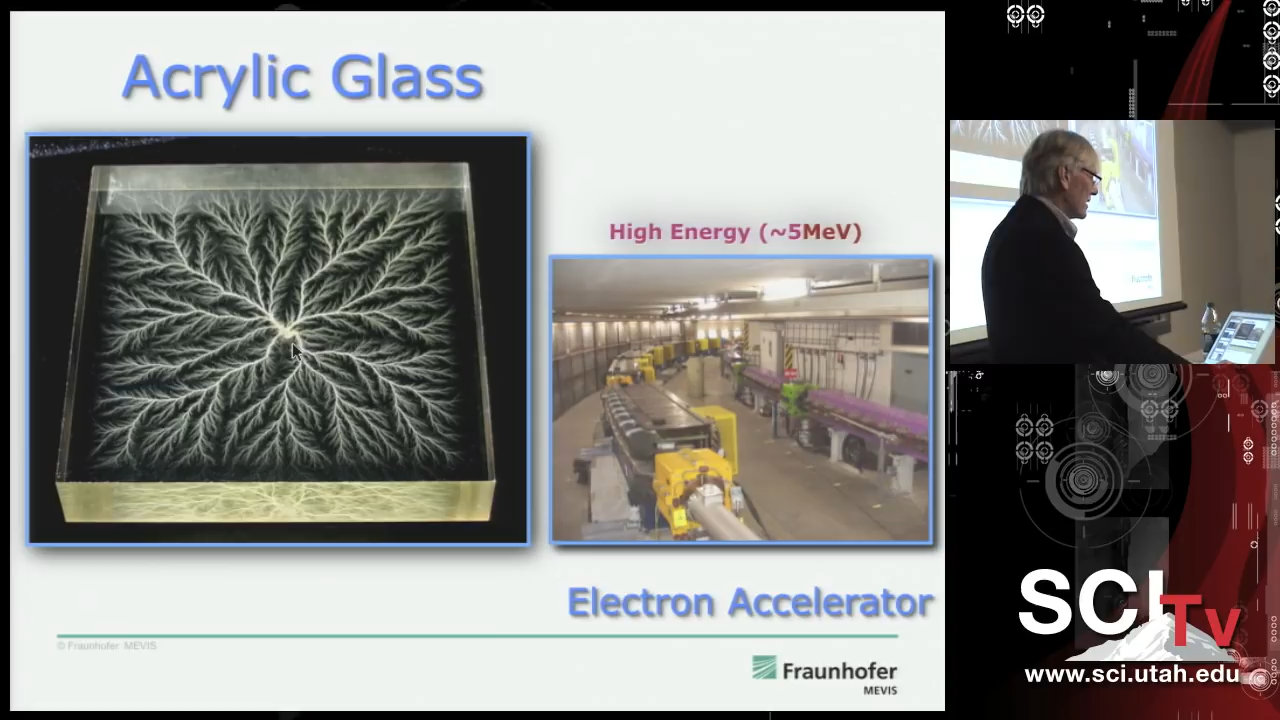 Acrylic Glass
High Energy (~5MeV)
Electron Accelerator
© Fraunhofer MEVIS
Fraunhofer
MEVIS
SCI
Tv
www.sci.utah.edu